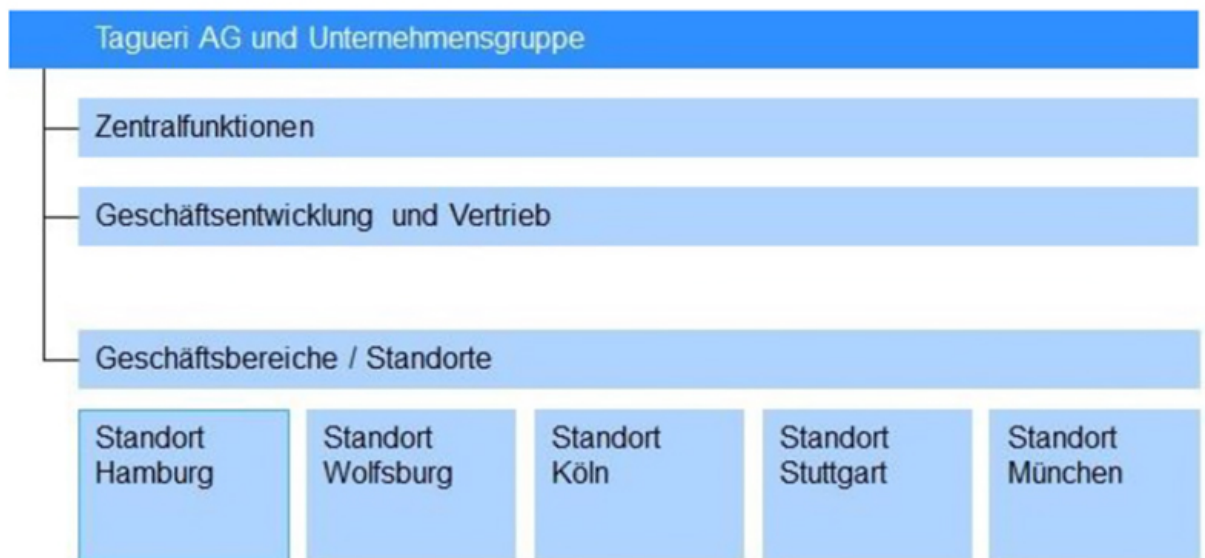 Tagueri AG und Unternehmensgruppe
Zentralfunktionen
Geschäftsentwicklung und Vertrieb
Geschäftsbereiche / Standorte
Standort
Hamburg
Standort
Wolfsburg
Standort
Köln
Standort
Stuttgart
Standort
München